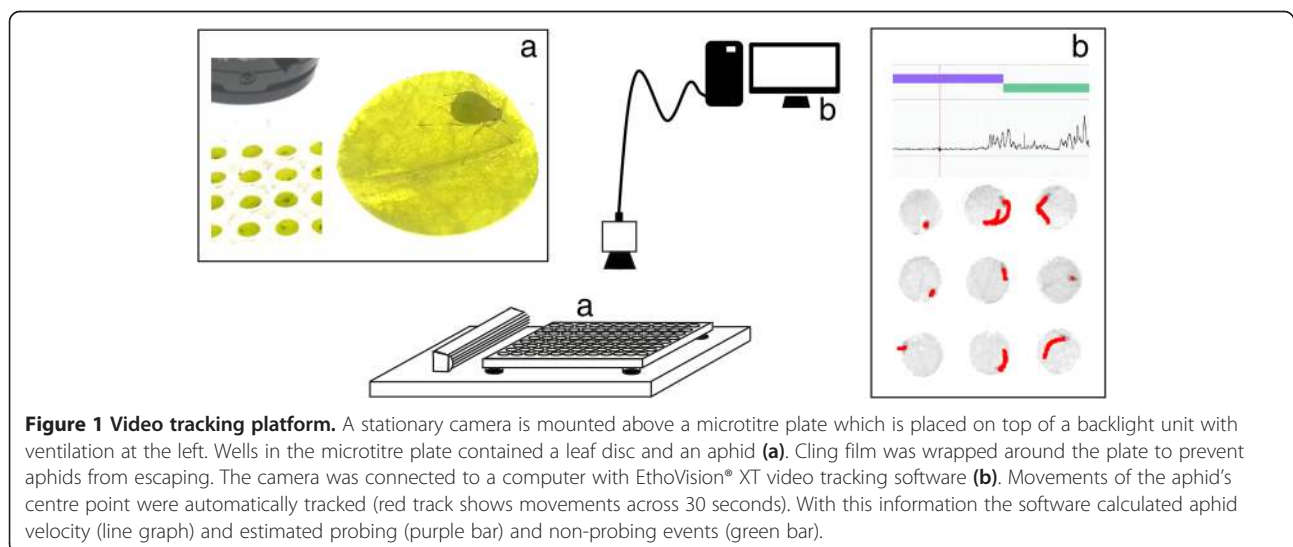 a
b
b
a
Figure 1 Video tracking platform. A stationary camera is mounted above a microtitre plate which is placed on top of a backlight unit with
ventilation at the left. Wells in the microtitre plate contained a leaf disc and an aphid (a). Cling film was wrapped around the plate to prevent
aphids from escaping. The camera was connected to a computer with EthoVision® XT video tracking software (b). Movements of the aphid's
centre point were automatically tracked (red track shows movements across 30 seconds). With this information the software calculated aphid
velocity (line graph) and estimated probing (purple bar) and non-probing events (green bar).